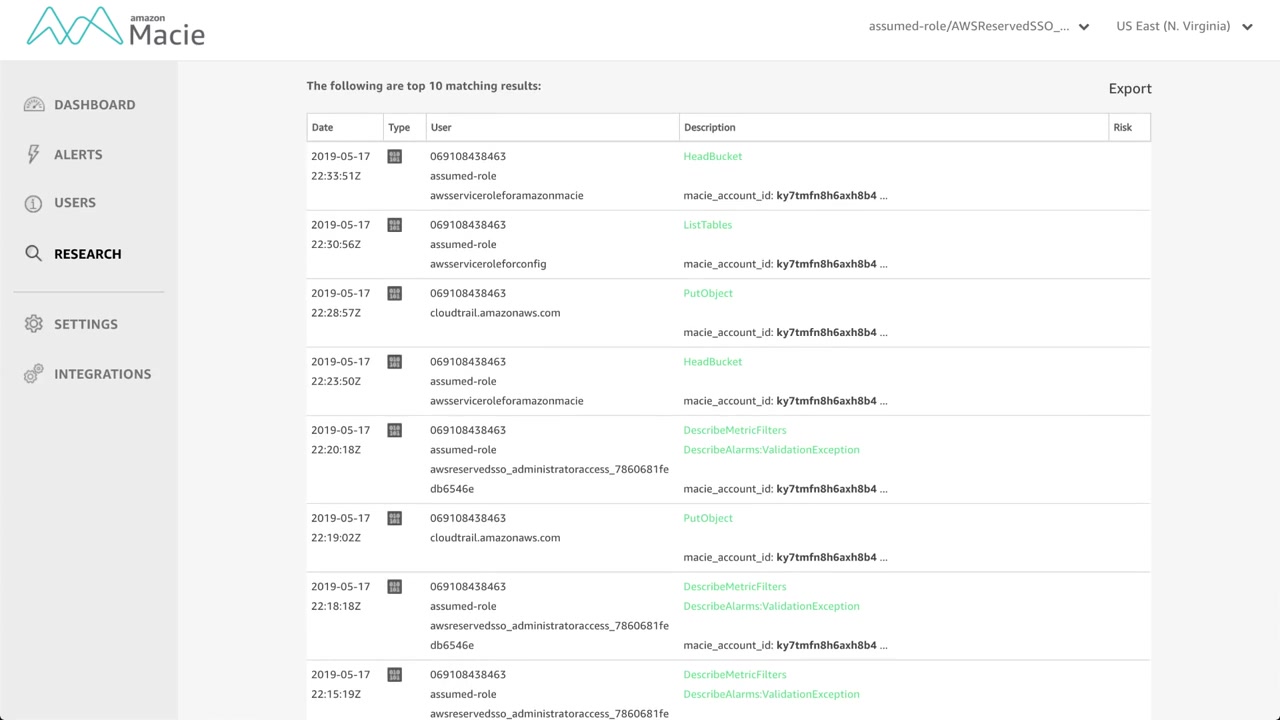 amazon
Macie
assumed-role/AWSReservedSSO_...
US East (N. Virginia)
DASHBOARD
ALERTS
USERS
RESEARCH
SETTINGS
INTEGRATIONS
The following are top 10 matching results:
Export
Date Type User Description Risk
2019-05-17 069108438463 HeadBucket
22:33:51Z assumed-role
awsserviceroleforamazonmacie macie_account_id: ky7tmfn8h6axh8b4 ...
2019-05-17 069108438463 ListTables
22:30:56Z assumed-role
awsserviceroleforconfig macie_account_id: ky7tmfn8h6axh8b4 ...
2019-05-17 069108438463 PutObject
22:28:57Z cloudtrail.amazonaws.com
macie_account_id: ky7tmfn8h6axh8b4 ...
2019-05-17 069108438463 HeadBucket
22:23:50Z assumed-role
awsserviceroleforamazonmacie macie_account_id: ky7tmfn8h6axh8b4 ...
2019-05-17 069108438463 DescribeMetricFilters
22:20:18Z assumed-role DescribeAlarms:ValidationException
awsreservedsso_administratoraccess_7860681fe
db6546e macie_account_id: ky7tmfn8h6axh8b4 ...
2019-05-17 069108438463 PutObject
22:19:02Z cloudtrail.amazonaws.com
macie_account_id: ky7tmfn8h6axh8b4 ...
2019-05-17 069108438463 DescribeMetricFilters
22:18:18Z assumed-role DescribeAlarms:ValidationException
awsreservedsso_administratoraccess_7860681fe
db6546e macie_account_id: ky7tmfn8h6axh8b4 ...
2019-05-17 069108438463 DescribeMetricFilters
22:15:19Z assumed-role DescribeAlarms:ValidationException
awsreservedsso_administratoraccess_7860681fe